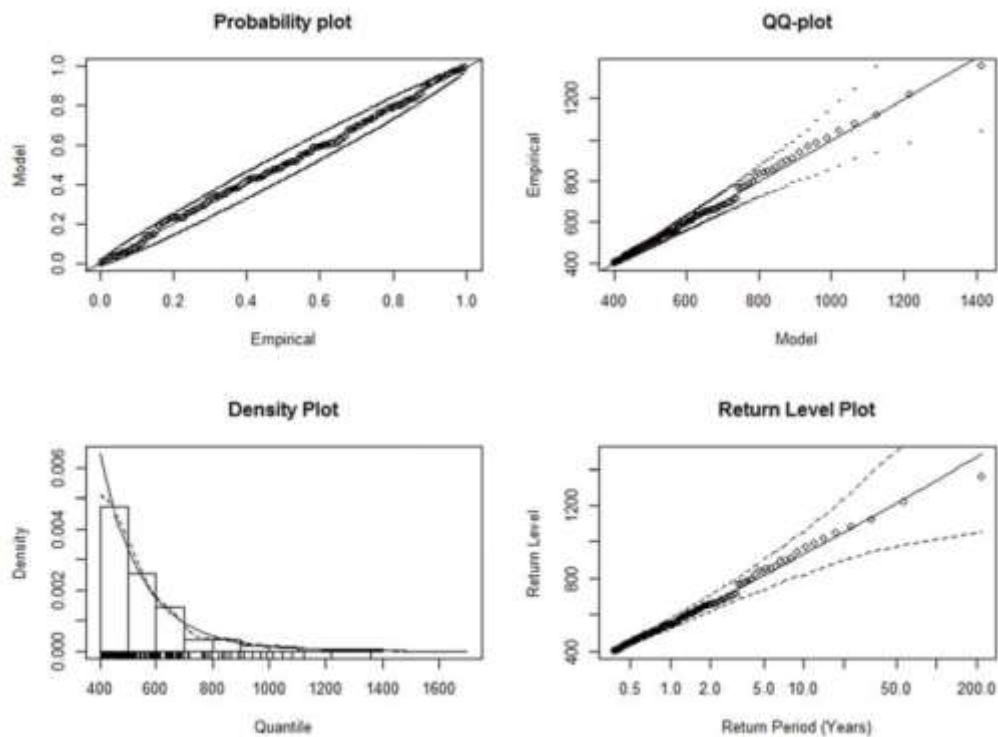 Probability plot
Model
0.0 0.2 0.4 0.6 0.8 1.0
0.0 0.2 0.4 0.6 0.8 1.0
Empirical
QQ-plot
Empirical
400 600 800 1200
400 600 800 1000 1200 1400
Model
Density Plot
Density
0.000 0.002 0.004 0.006
400 600 800 1000 1200 1400 1600
Quantile
Return Level Plot
Return Level
400 800 1200
0.5 1.0 2.0 5.0 10.0 50.0 200.0
Return Period (Years)